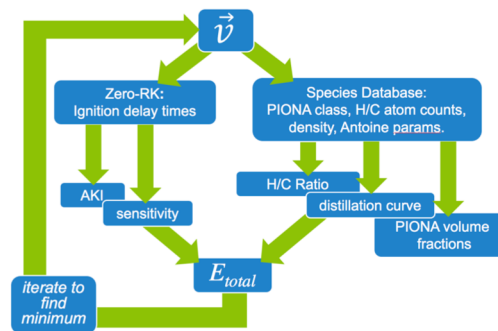 v⃗
Zero-RK:
Ignition delay times
Species Database:
PIONA class, H/C atom counts,
density, Antoine params.
AKI
sensitivity
H/C Ratio
distillation curve
PIONA volume
fractions
E_total
iterate to
find
minimum